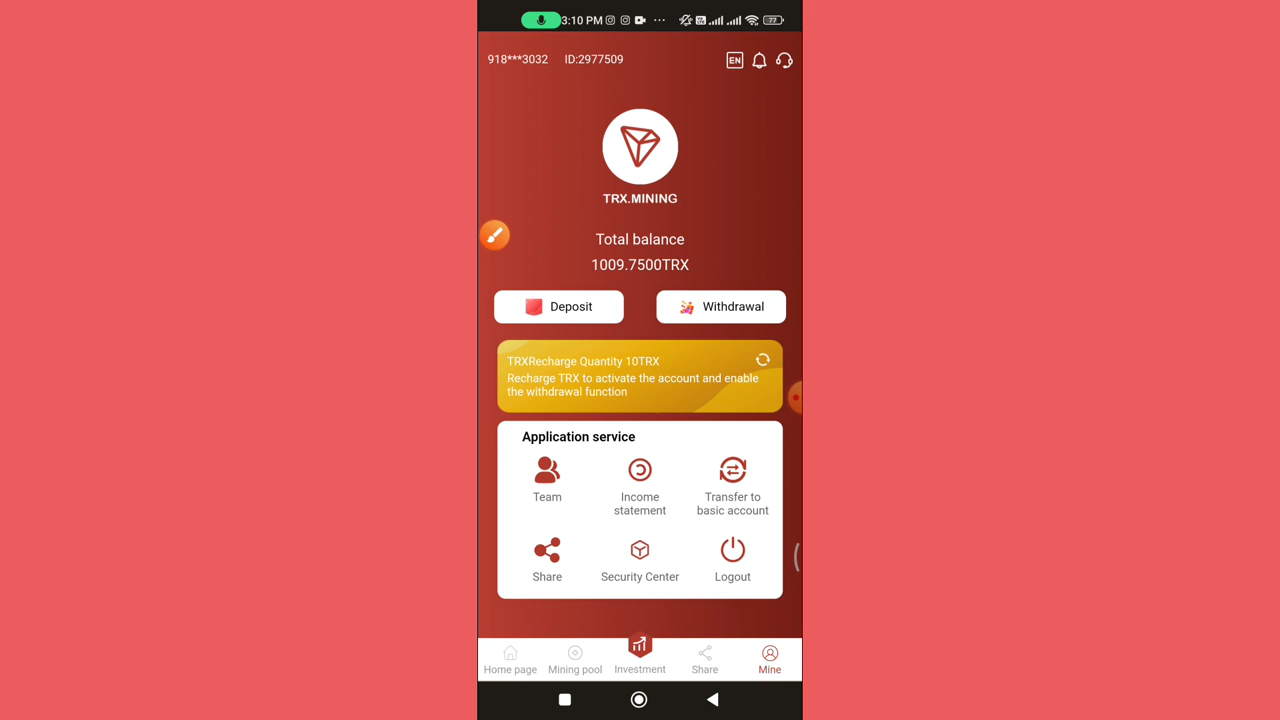 3:10 PM
77
918***3032 ID:2977509
EN
TRX.MINING
Total balance
1009.7500TRX
Deposit
Withdrawal
TRXRecharge Quantity 10TRX
Recharge TRX to activate the account and enable
the withdrawal function
Application service
Team
Income
statement
Transfer to
basic account
Share
Security Center
Logout
Home page
Mining pool
Investment
Share
Mine